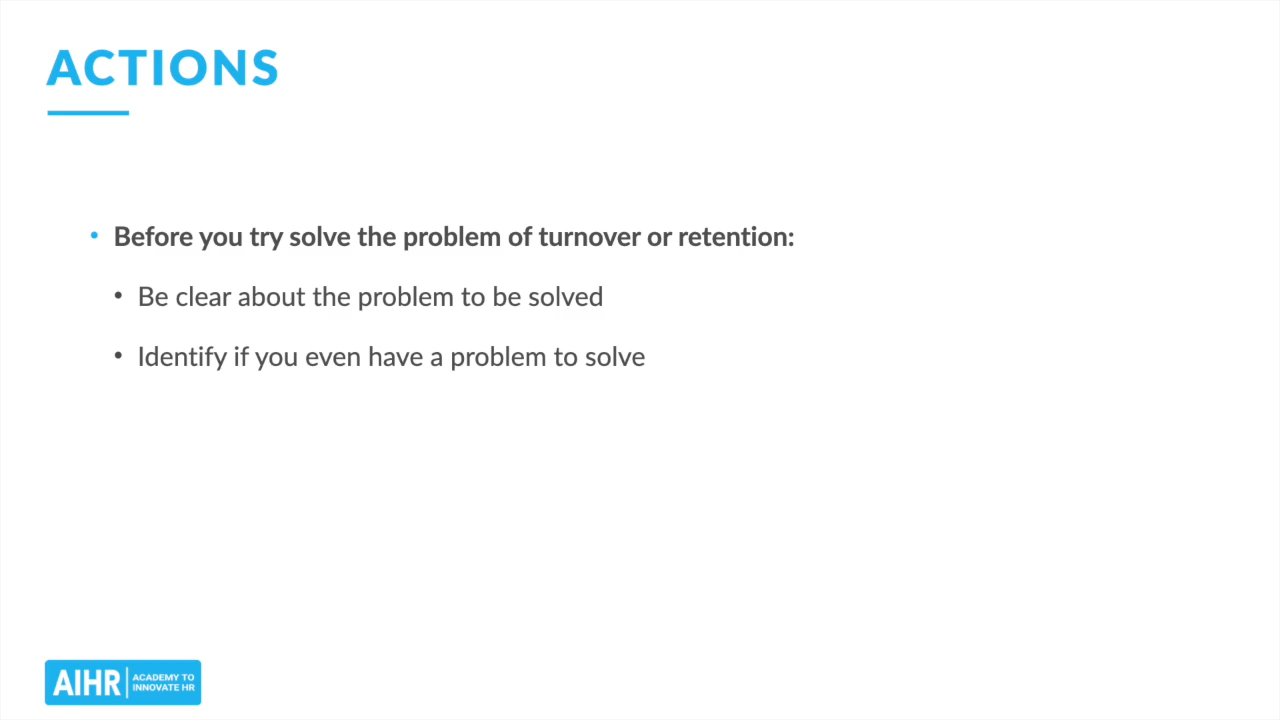 ACTIONS
• Before you try solve the problem of turnover or retention:
• Be clear about the problem to be solved
• Identify if you even have a problem to solve
AIHR | ACADEMY TO
INNOVATE HR